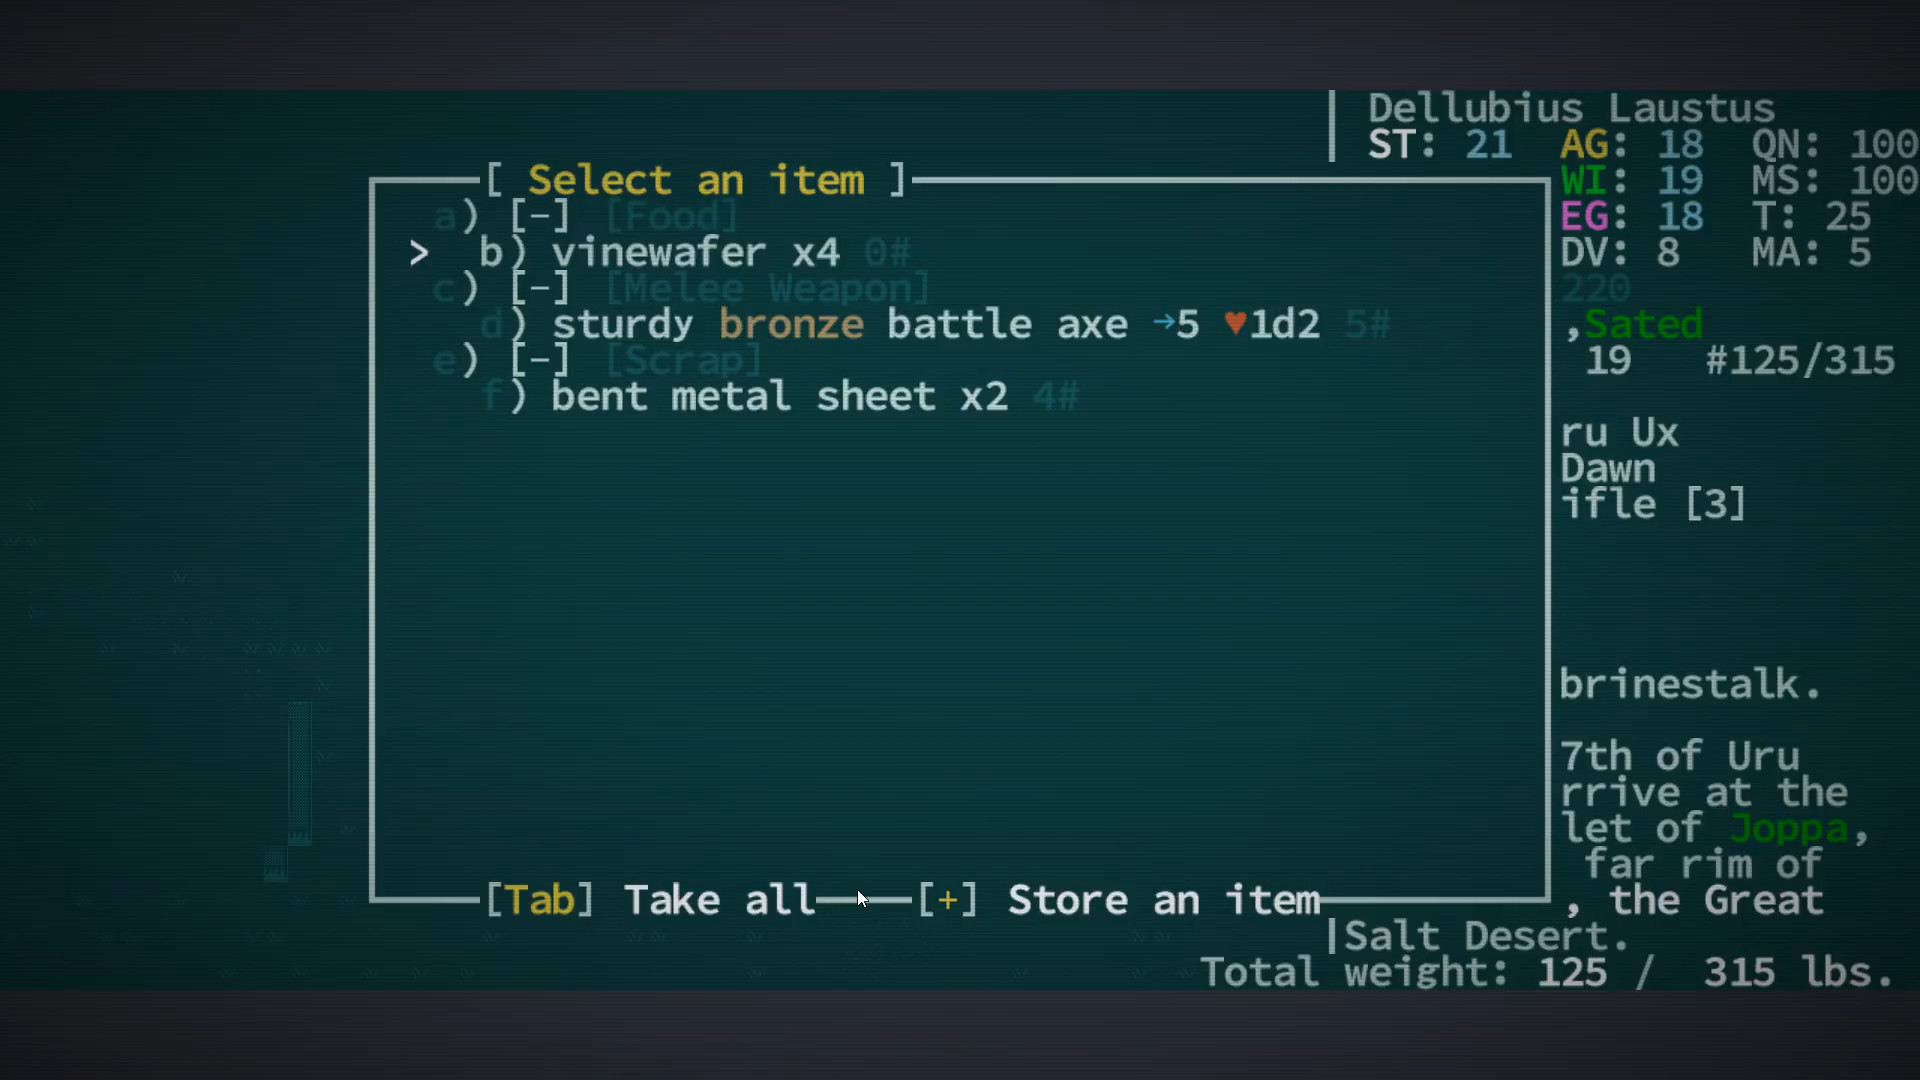 Dellubius Laustus
ST: 21 AG: 18 QN: 100
[ Select an item ] WI: 19 MS: 100
a) [-] [Food] EG: 18 T: 25
> b) vinewafer x4 0# DV: 8 MA: 5
c) [-] [Melee Weapon] 220
d) sturdy bronze battle axe →5 ♥1d2 5# ,Sated
e) [-] [Scrap] 19 #125/315
f) bent metal sheet x2 4#
ru Ux
Dawn
ifle [3]
brinestalk.
7th of Uru
rrive at the
let of Joppa,
far rim of
[Tab] Take all [+] Store an item , the Great
Salt Desert.
Total weight: 125 / 315 lbs.